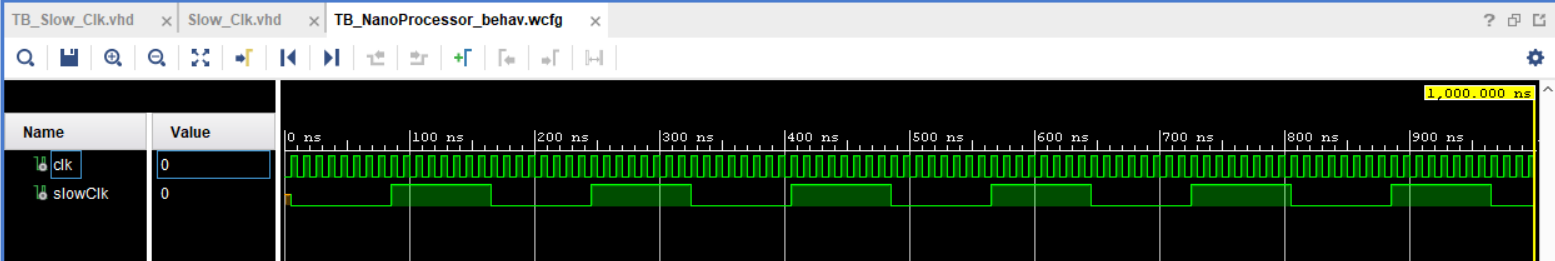 TB_Slow_Clk.vhd × Slow_Clk.vhd × TB_NanoProcessor_behav.wcfg × ?
1,000.000 ns
Name Value 0 ns 100 ns 200 ns 300 ns 400 ns 500 ns 600 ns 700 ns 800 ns 900 ns
clk 0
slowClk 0